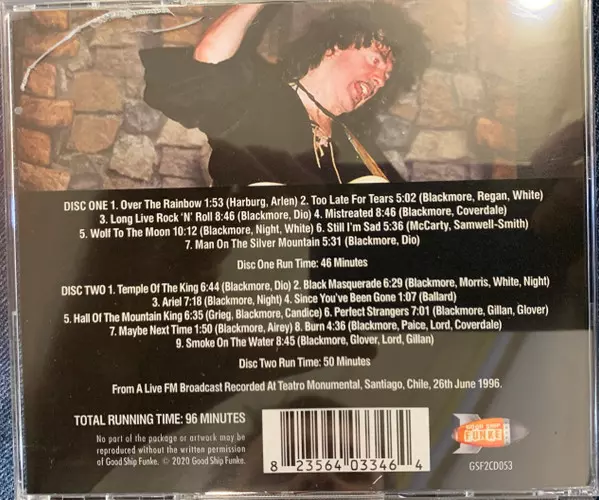 DISC ONE 1. Over The Rainbow 1:53 (Harburg, Arlen) 2. Too Late For Tears 5:02 (Blackmore, Regan, White)
3. Long Live Rock 'N' Roll 8:46 (Blackmore, Dio) 4. Mistreated 8:46 (Blackmore, Coverdale)
5. Wolf To The Moon 10:12 (Blackmore, Night, White) 6. Still I'm Sad 5:36 (McCarty, Samwell-Smith)
7. Man On The Silver Mountain 5:31 (Blackmore, Dio)
Disc One Run Time: 46 Minutes
DISC TWO 1. Temple Of The King 6:44 (Blackmore, Dio) 2. Black Masquerade 6:29 (Blackmore, Morris, White, Night)
3. Ariel 7:18 (Blackmore, Night) 4. Since You've Been Gone 1:07 (Ballard)
5. Hall Of The Mountain King 6:35 (Grieg, Blackmore, Candice) 6. Perfect Strangers 7:01 (Blackmore, Gillan, Glover)
7. Maybe Next Time 1:50 (Blackmore, Airey) 8. Burn 4:36 (Blackmore, Paice, Lord, Coverdale)
9. Smoke On The Water 8:45 (Blackmore, Glover, Lord, Gillan)
Disc Two Run Time: 50 Minutes
From A Live FM Broadcast Recorded At Teatro Monumental, Santiago, Chile, 26th June 1996.
TOTAL RUNNING TIME: 96 MINUTES
No part of the package or artwork may be
reproduced without the written permission
of Good Ship Funke. © 2020 Good Ship Funke.
8 23564 03346 4
GOOD SHIP
FUNKE
GSF2CD053